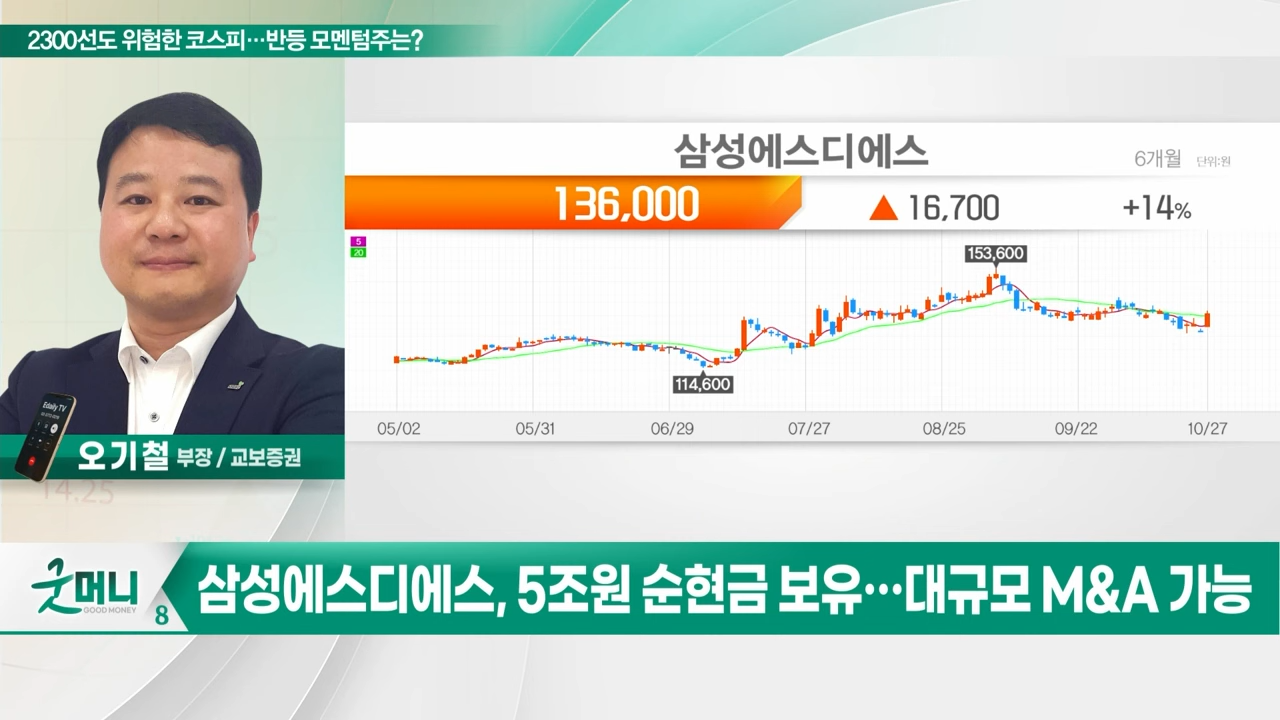 2300선도 위험한 코스피…반등 모멘텀주는?
삼성에스디에스
6개월 단위:원
136,000 ▲ 16,700 +14%
5
20
153,600
114,600
05/02 05/31 06/29 07/27 08/25 09/22 10/27
Edaily TV
오기철 부장 / 교보증권
14.25
굿머니
GOOD MONEY
8
삼성에스디에스, 5조원 순현금 보유…대규모 M&A 가능